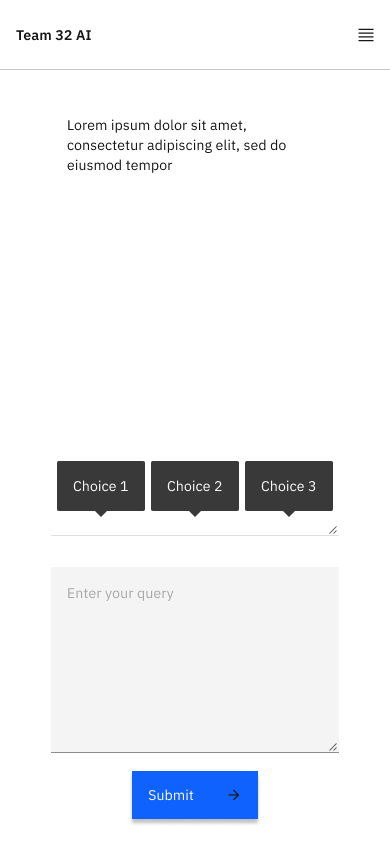 Team 32 AI
Lorem ipsum dolor sit amet,
consectetur adipiscing elit, sed do
eiusmod tempor
Choice 1
Choice 2
Choice 3
Enter your query
Submit